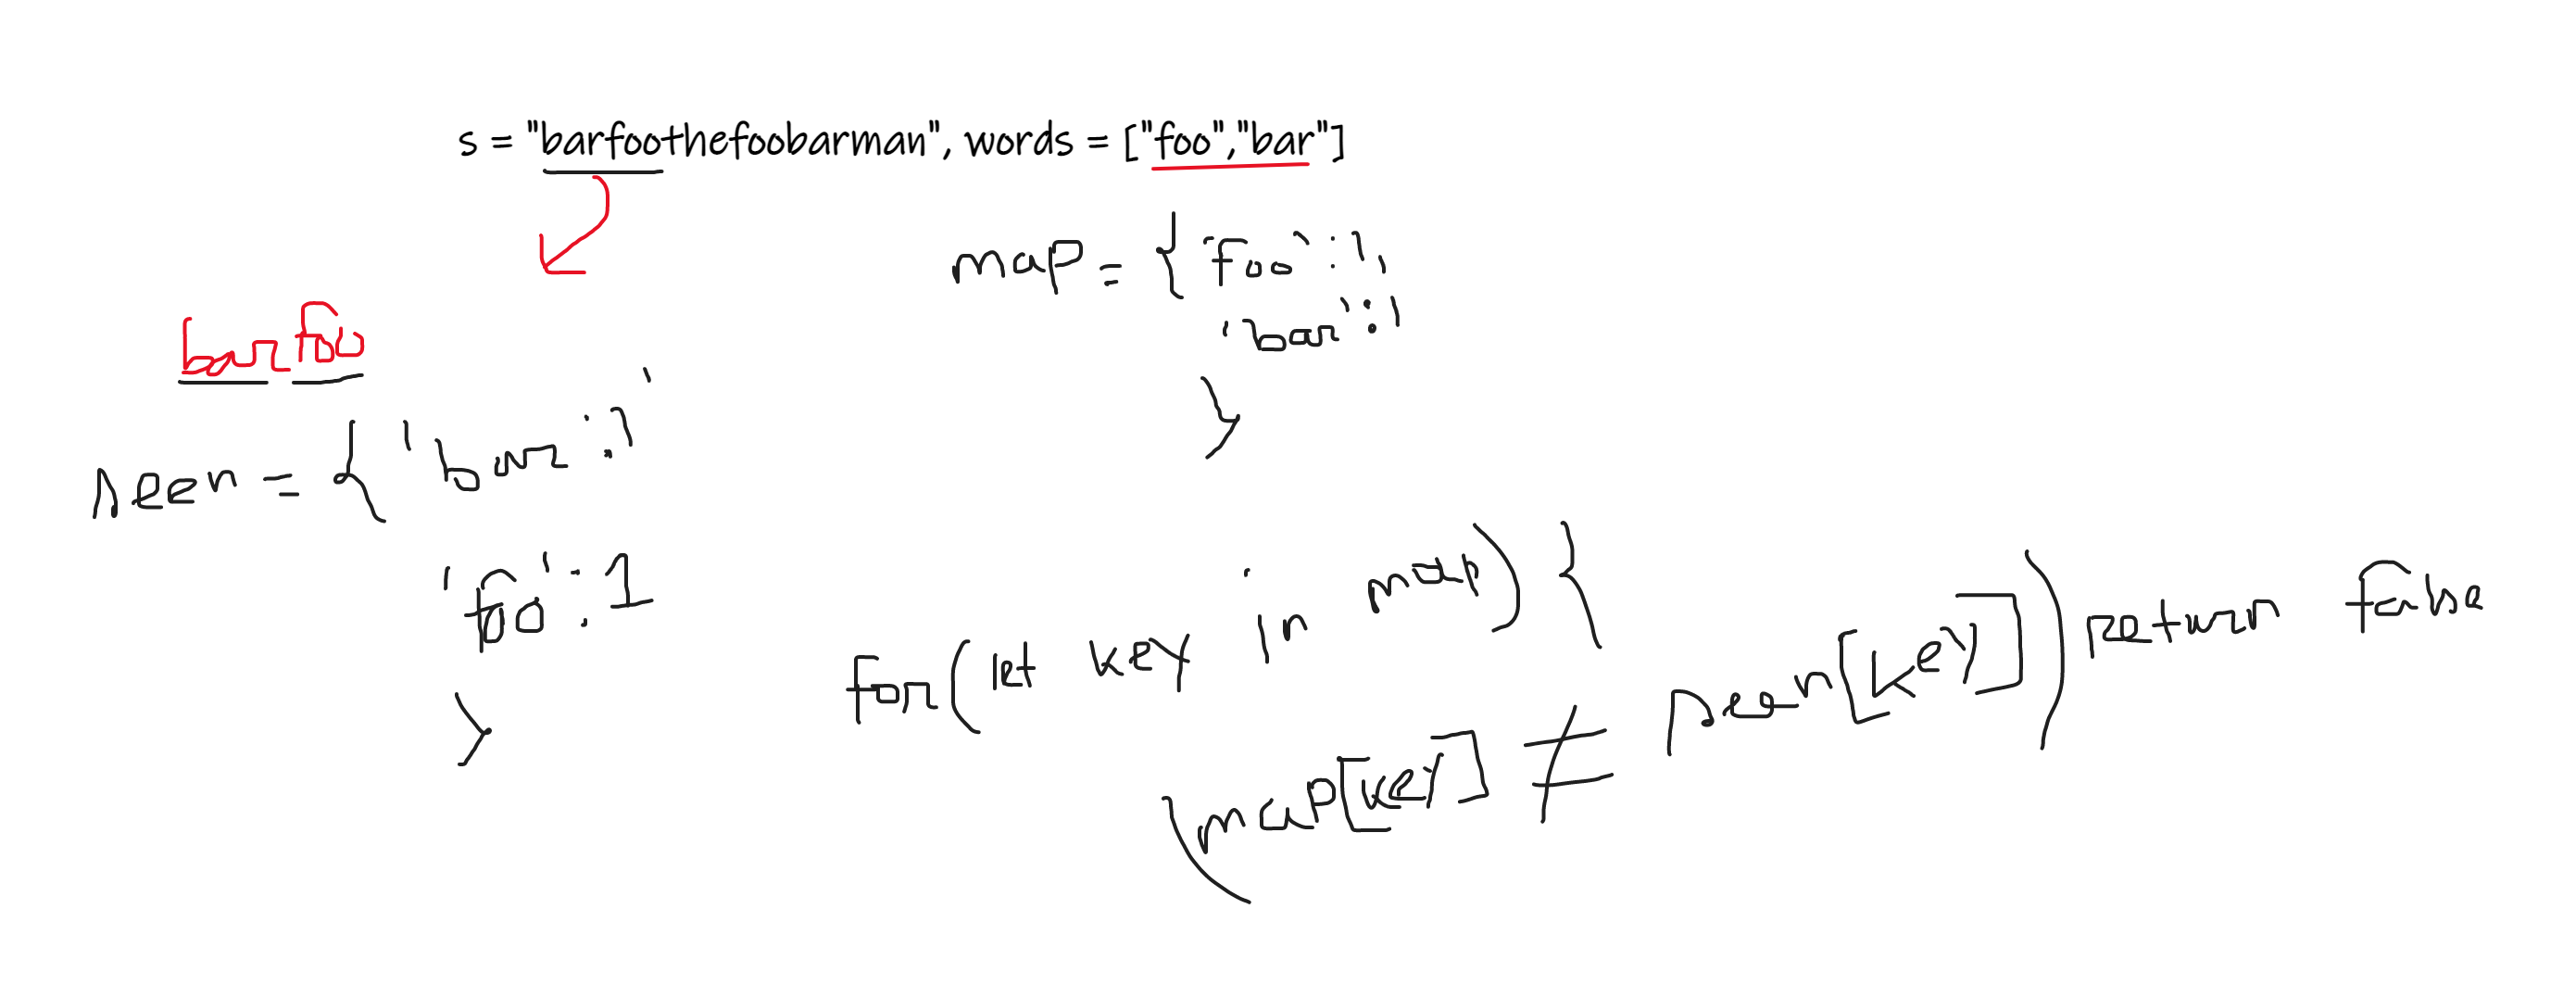 s = "barfoothefoobarman", words = ["foo","bar"]
map = { 'foo' : 1,
'bar' : 1
}
barfoo
seen = { 'bar' : 1'
'foo' : 1
}
for(let key in map) {
(map[key] ≠ seen[key]) return false